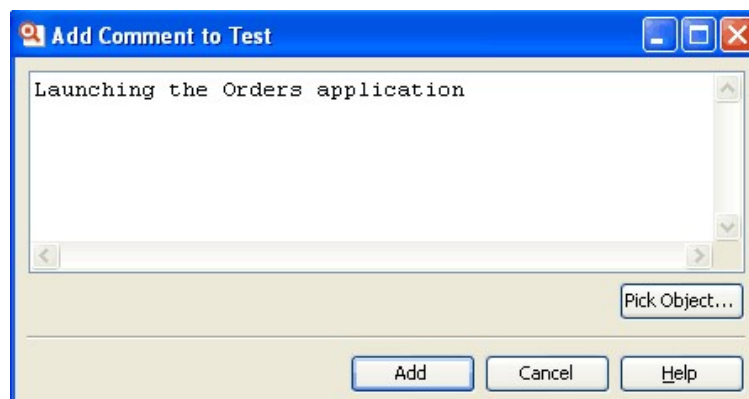 Add Comment to Test
Launching the Orders application
Pick Object...
Add
Cancel
Help